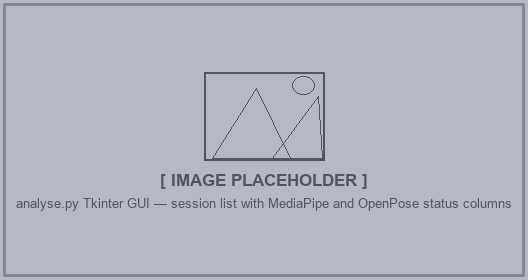 [ IMAGE PLACEHOLDER ]
analyse.py Tkinter GUI — session list with MediaPipe and OpenPose status columns